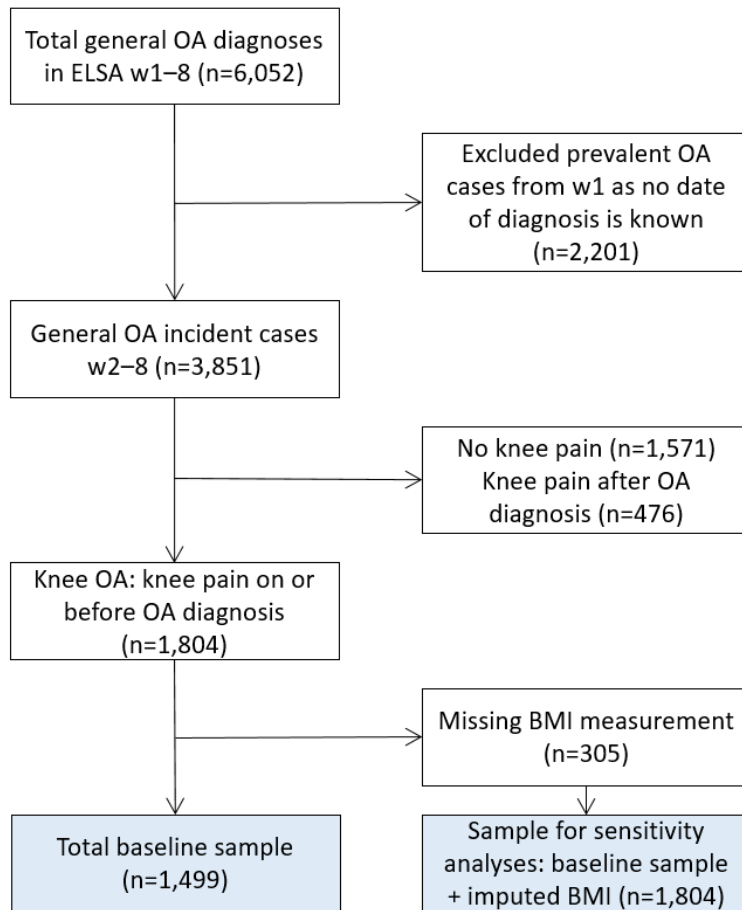 Total general OA diagnoses
in ELSA w1–8 (n=6,052)
Excluded prevalent OA
cases from w1 as no date
of diagnosis is known
(n=2,201)
General OA incident cases
w2–8 (n=3,851)
No knee pain (n=1,571)
Knee pain after OA
diagnosis (n=476)
Knee OA: knee pain on or
before OA diagnosis
(n=1,804)
Missing BMI measurement
(n=305)
Total baseline sample
(n=1,499)
Sample for sensitivity
analyses: baseline sample
+ imputed BMI (n=1,804)